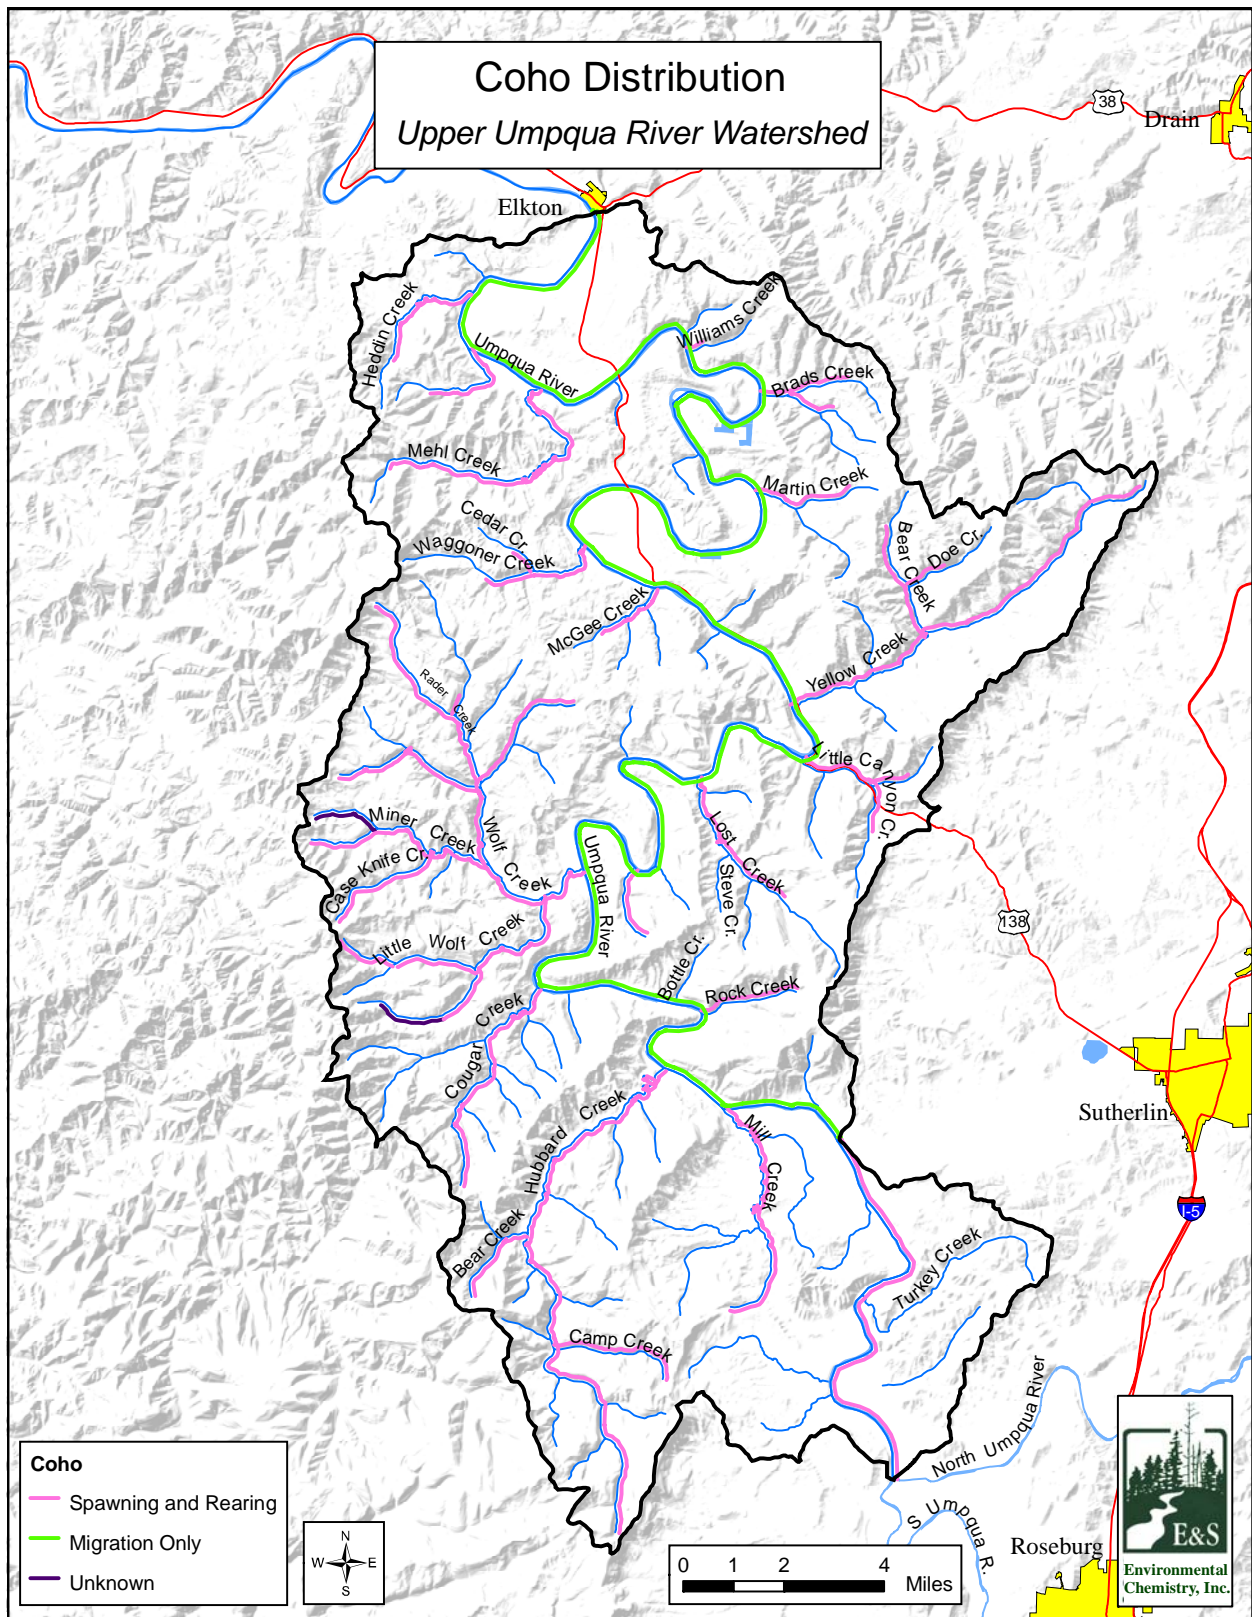 Coho Distribution
Upper Umpqua River Watershed
38
Drain
Elkton
Heddin Creek
Umpqua River
Williams Creek
Brads Creek
Mehl Creek
Martin Creek
Cedar Cr.
Waggoner Creek
Bear Creek
Doe Cr.
McGee Creek
Yellow Creek
Rader Creek
Little Canyon Cr.
Miner Creek
Wolf Creek
Case Knife Cr.
Lost Creek
Steve Cr.
Umpqua River
Little Wolf Creek
138
Bottle Cr.
Rock Creek
Cougar Creek
Sutherlin
Hubbard Creek
Mill Creek
Bear Creek
I-5
Turkey Creek
Camp Creek
North Umpqua River
S Umpqua R.
Roseburg
Coho
Spawning and Rearing
Migration Only
Unknown
N
W E
S
0 1 2 4
Miles
E&S
Environmental
Chemistry, Inc.